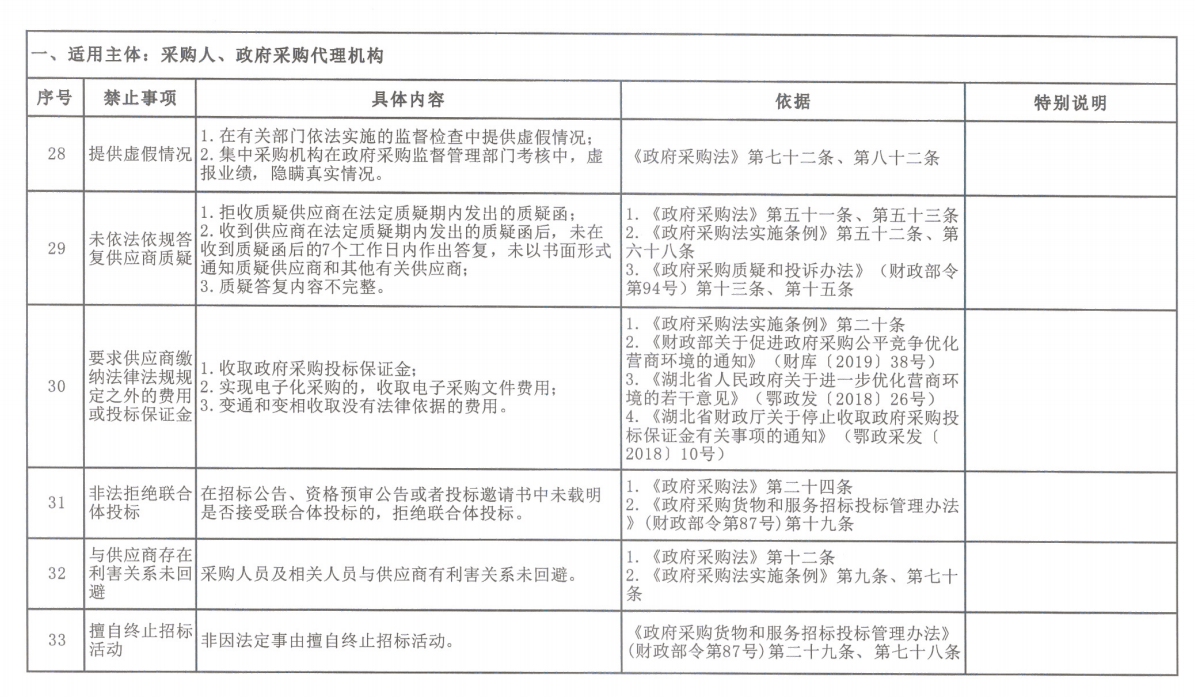 一、适用主体：采购人、政府采购代理机构
序号 禁止事项 具体内容 依据 特别说明
28
提供虚假情况
1.在有关部门依法实施的监督检查中提供虚假情况；
2.集中采购机构在政府采购监督管理部门考核中，虚
报业绩，隐瞒真实情况。
《政府采购法》第七十二条、第八十二条
29
未依法依规答
复供应商质疑
1.拒收质疑供应商在法定质疑期内发出的质疑函；
2.收到供应商在法定质疑期内发出的质疑函后，未在
收到质疑函后的7个工作日内作出答复，未以书面形式
通知质疑供应商和其他有关供应商；
3.质疑答复内容不完整。
1.《政府采购法》第五十一条、第五十三条
2.《政府采购法实施条例》第五十二条、第
六十八条
3.《政府采购质疑和投诉办法》（财政部令
第94号）第十三条、第十五条
30
要求供应商缴
纳法律法规规
定之外的费用
或投标保证金
1.收取政府采购投标保证金；
2.实现电子化采购的，收取电子采购文件费用；
3.变通和变相收取没有法律依据的费用。
1.《政府采购法实施条例》第二十条
2.《财政部关于促进政府采购公平竞争优化
营商环境的通知》（财库〔2019〕38号）
3.《湖北省人民政府关于进一步优化营商环
境的若干意见》（鄂政发〔2018〕26号）
4.《湖北省财政厅关于停止收取政府采购投
标保证金有关事项的通知》（鄂政采发〔
2018〕10号）
31
非法拒绝联合
体投标
在招标公告、资格预审公告或者投标邀请书中未载明
是否接受联合体投标的，拒绝联合体投标。
1.《政府采购法》第二十四条
2.《政府采购货物和服务招标投标管理办法
》(财政部令第87号)第十九条
32
与供应商存在
利害关系未回
避
采购人员及相关人员与供应商有利害关系未回避。
1.《政府采购法》第十二条
2.《政府采购法实施条例》第九条、第七十
条
33
擅自终止招标
活动
非因法定事由擅自终止招标活动。
《政府采购货物和服务招标投标管理办法》
(财政部令第87号)第二十九条、第七十八条